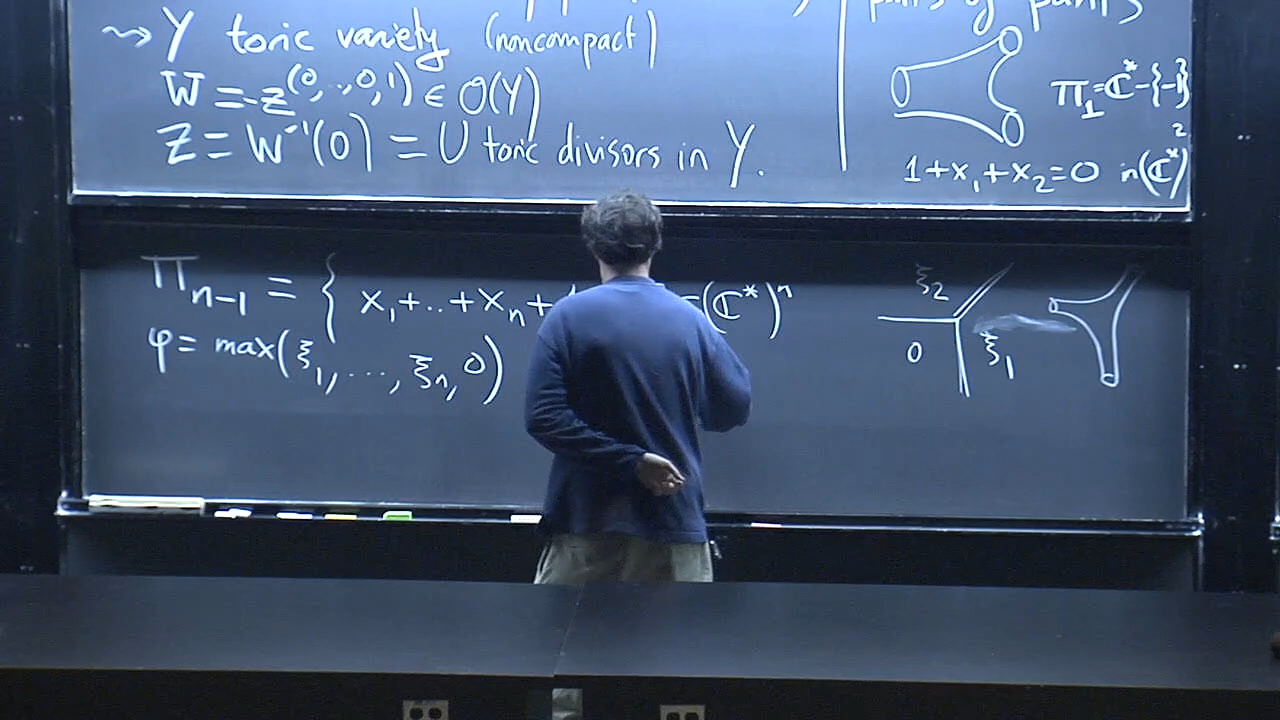 ⇝ Y toric variety (noncompact)
W = -z^(0,..,0,1) ∈ O(Y)
Z = W⁻¹(0) = ∪ toric divisors in Y.
pairs of pants
Π₁ = ℂ* - {-1}
1+x₁+x₂=0 in (ℂ*)²
Π_{n-1} = { x₁+..+x_n+ (ℂ*)ⁿ
φ = max(ξ₁, ..., ξ_n, 0)
ξ₂
0
ξ₁